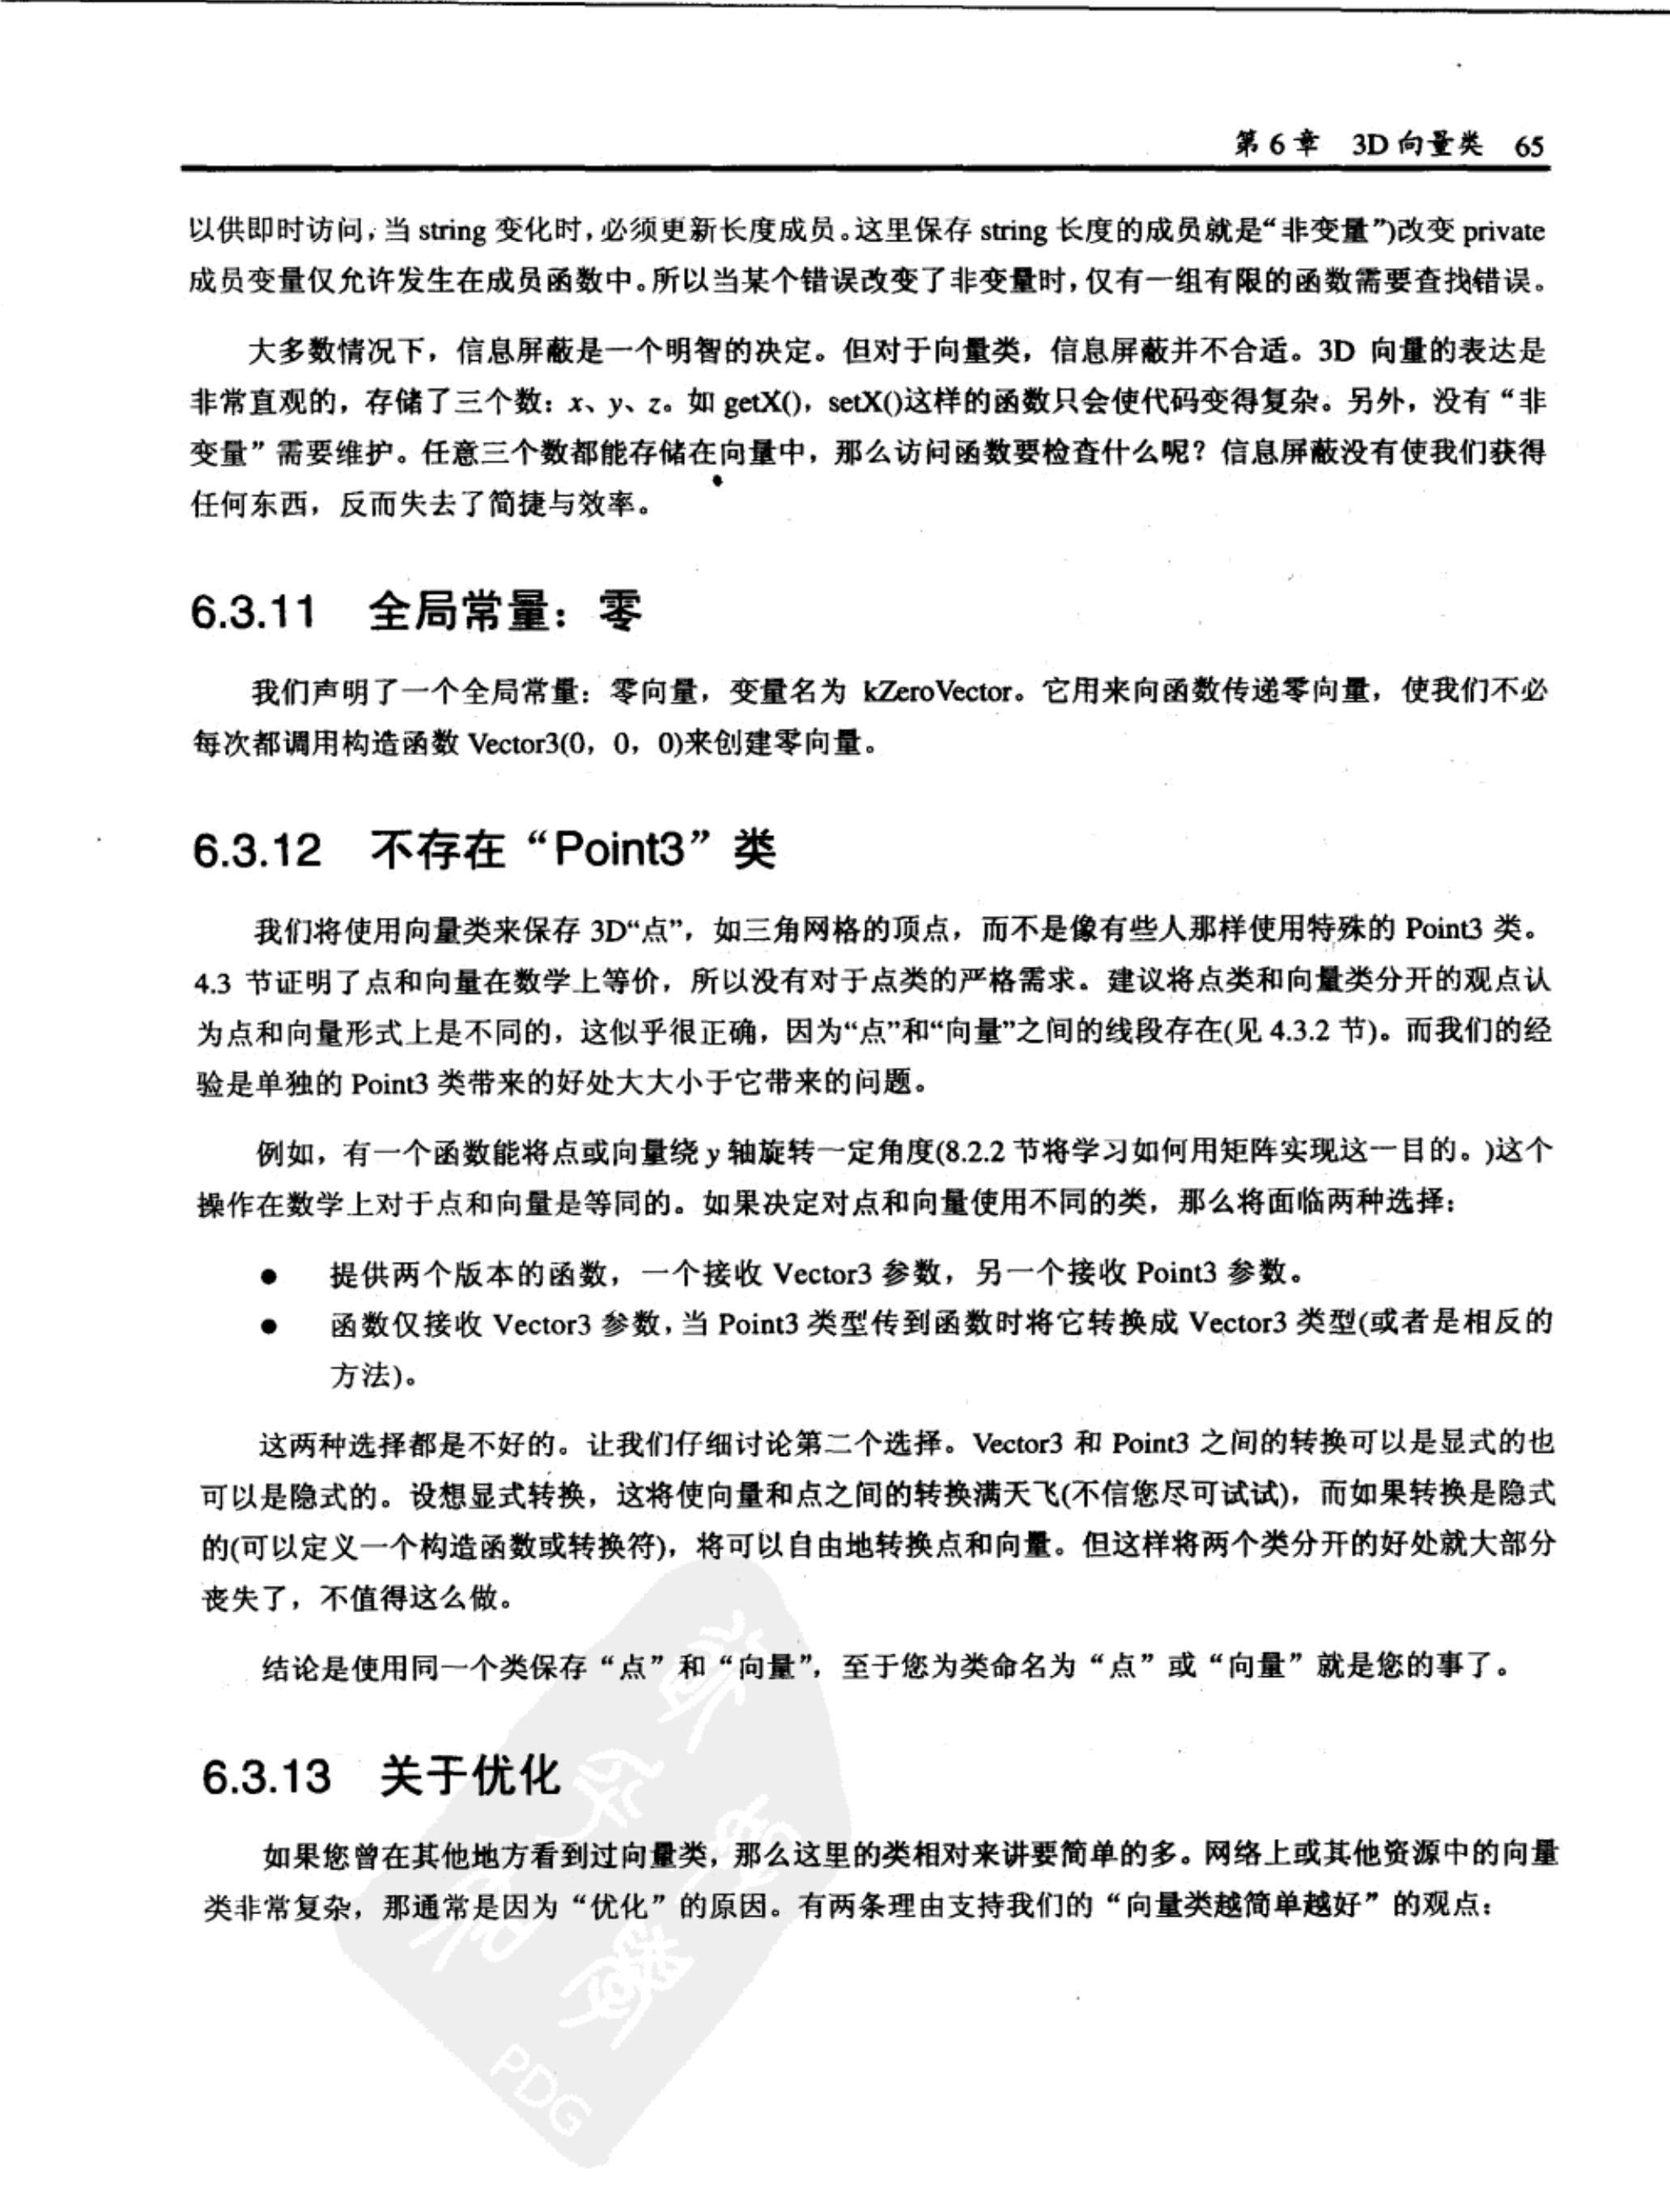 第 6 章 3D 向量类 65
以供即时访问，当 string 变化时，必须更新长度成员。这里保存 string 长度的成员就是“非变量”)改变 private
成员变量仅允许发生在成员函数中。所以当某个错误改变了非变量时，仅有一组有限的函数需要查找错误。
大多数情况下，信息屏蔽是一个明智的决定。但对于向量类，信息屏蔽并不合适。3D 向量的表达是
非常直观的，存储了三个数：x、y、z。如 getX()，setX()这样的函数只会使代码变得复杂。另外，没有“非
变量”需要维护。任意三个数都能存储在向量中，那么访问函数要检查什么呢？信息屏蔽没有使我们获得
任何东西，反而失去了简捷与效率。
6.3.11 全局常量：零
我们声明了一个全局常量：零向量，变量名为 kZeroVector。它用来向函数传递零向量，使我们不必
每次都调用构造函数 Vector3(0，0，0)来创建零向量。
6.3.12 不存在“Point3”类
我们将使用向量类来保存 3D“点”，如三角网格的顶点，而不是像有些人那样使用特殊的 Point3 类。
4.3 节证明了点和向量在数学上等价，所以没有对于点类的严格需求。建议将点类和向量类分开的观点认
为点和向量形式上是不同的，这似乎很正确，因为“点”和“向量”之间的线段存在(见 4.3.2 节)。而我们的经
验是单独的 Point3 类带来的好处大大小于它带来的问题。
例如，有一个函数能将点或向量绕 y 轴旋转一定角度(8.2.2 节将学习如何用矩阵实现这一目的。)这个
操作在数学上对于点和向量是等同的。如果决定对点和向量使用不同的类，那么将面临两种选择：
● 提供两个版本的函数，一个接收 Vector3 参数，另一个接收 Point3 参数。
● 函数仅接收 Vector3 参数，当 Point3 类型传到函数时将它转换成 Vector3 类型(或者是相反的
方法)。
这两种选择都是不好的。让我们仔细讨论第二个选择。Vector3 和 Point3 之间的转换可以是显式的也
可以是隐式的。设想显式转换，这将使向量和点之间的转换满天飞(不信您尽可试试)，而如果转换是隐式
的(可以定义一个构造函数或转换符)，将可以自由地转换点和向量。但这样将两个类分开的好处就大部分
丧失了，不值得这么做。
结论是使用同一个类保存“点”和“向量”，至于您为类命名为“点”或“向量”就是您的事了。
6.3.13 关于优化
如果您曾在其他地方看到过向量类，那么这里的类相对来讲要简单的多。网络上或其他资源中的向量
类非常复杂，那通常是因为“优化”的原因。有两条理由支持我们的“向量类越简单越好”的观点：
PDG